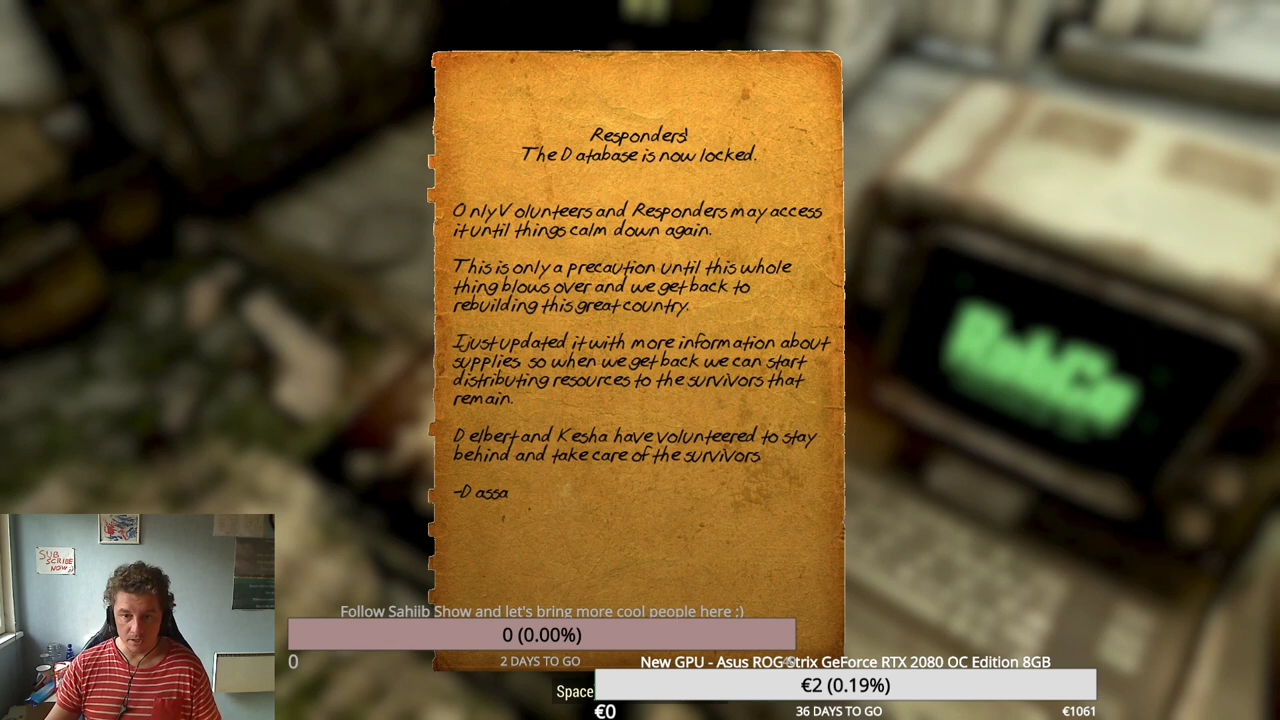 Responders!
The Database is now locked.
Only Volunteers and Responders may access
it until things calm down again.
This is only a precaution until this whole
thing blows over and we get back to
rebuilding this great country.
I just updated it with more information about
supplies so when we get back we can start
distributing resources to the survivors that
remain.
Delbert and Kesha have volunteered to stay
behind and take care of the survivors
-Dassa
RobCo
SUB
SCRIBE
NOW ;)
Follow Sahiib Show and let's bring more cool people here ;)
0 (0.00%)
0
2 DAYS TO GO
New GPU - Asus ROG Strix GeForce RTX 2080 OC Edition 8GB
Space
€2 (0.19%)
€0
36 DAYS TO GO
€1061